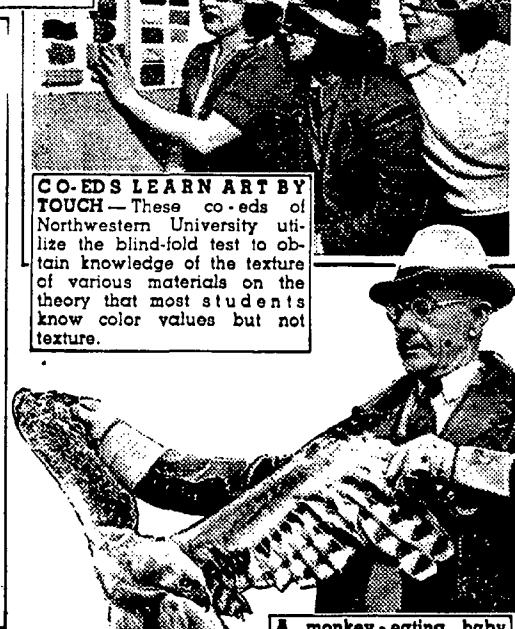 CO-EDS LEARN ART BY
TOUCH — These co-eds of
Northwestern University uti-
lize the blind-fold test to ob-
tain knowledge of the texture
of various materials on the
theory that most students
know color values but not
texture.
A monkey-eating baby